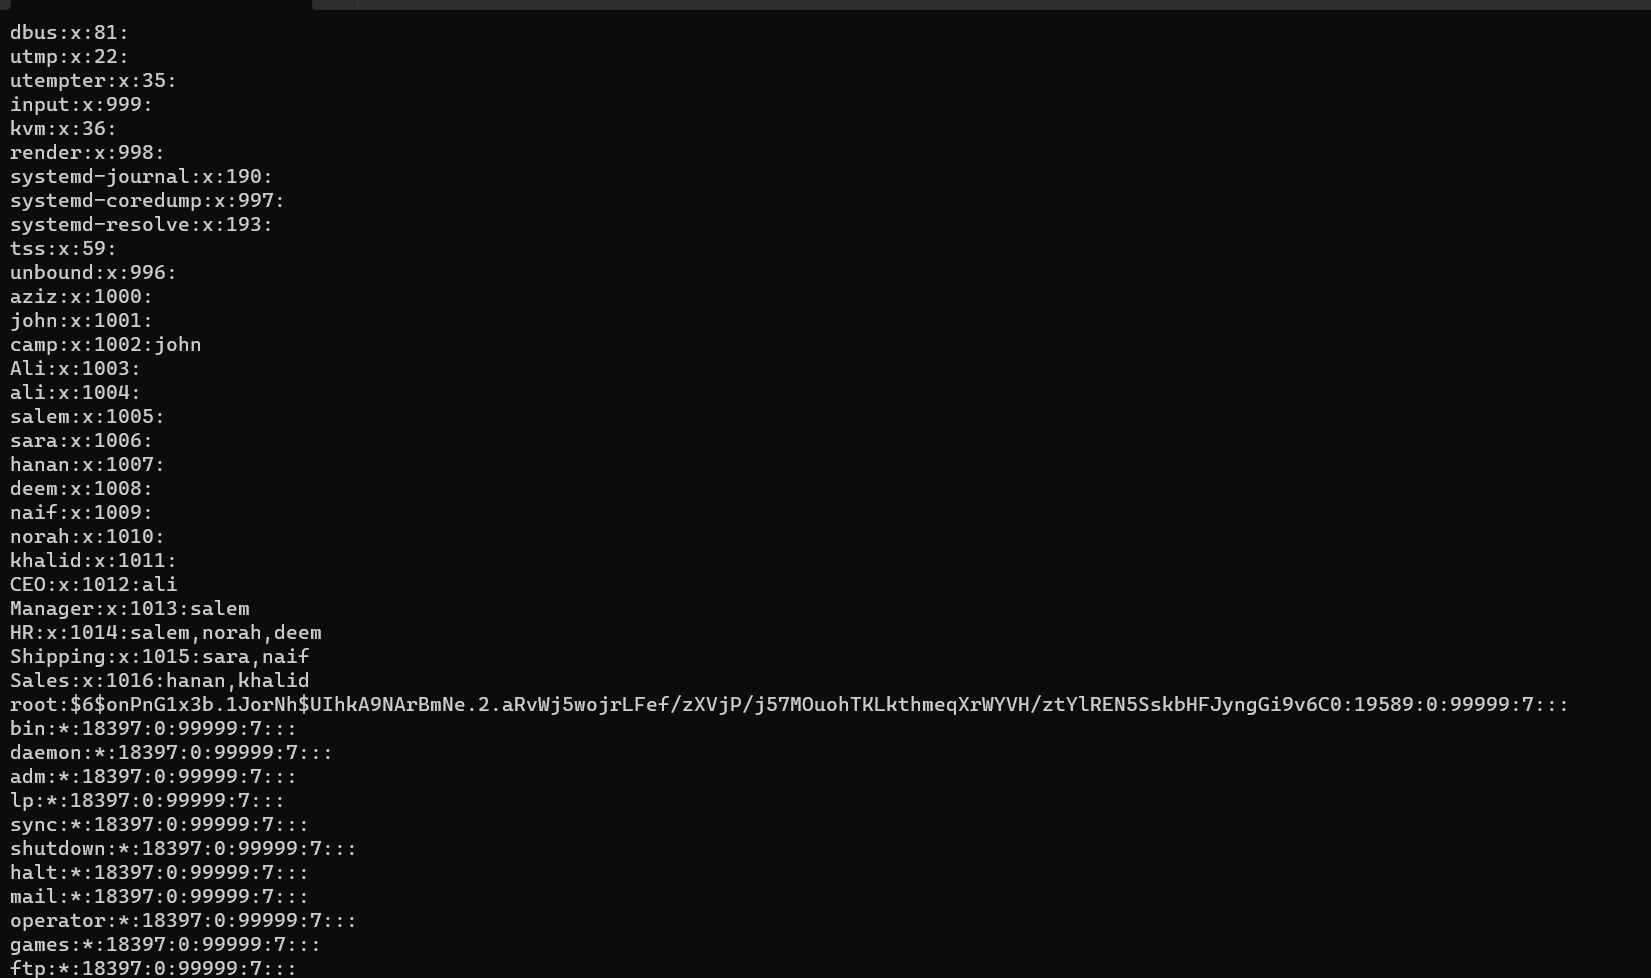 dbus:x:81:
utmp:x:22:
utempter:x:35:
input:x:999:
kvm:x:36:
render:x:998:
systemd-journal:x:190:
systemd-coredump:x:997:
systemd-resolve:x:193:
tss:x:59:
unbound:x:996:
aziz:x:1000:
john:x:1001:
camp:x:1002:john
Ali:x:1003:
ali:x:1004:
salem:x:1005:
sara:x:1006:
hanan:x:1007:
deem:x:1008:
naif:x:1009:
norah:x:1010:
khalid:x:1011:
CEO:x:1012:ali
Manager:x:1013:salem
HR:x:1014:salem,norah,deem
Shipping:x:1015:sara,naif
Sales:x:1016:hanan,khalid
root:$6$onPnG1x3b.1JorNh$UIhkA9NArBmNe.2.aRvWj5wojrLFef/zXVjP/j57MOuohTKLkthmeqXrWYVH/ztYlREN5SskbHFJyngGi9v6C0:19589:0:99999:7:::
bin:*:18397:0:99999:7:::
daemon:*:18397:0:99999:7:::
adm:*:18397:0:99999:7:::
lp:*:18397:0:99999:7:::
sync:*:18397:0:99999:7:::
shutdown:*:18397:0:99999:7:::
halt:*:18397:0:99999:7:::
mail:*:18397:0:99999:7:::
operator:*:18397:0:99999:7:::
games:*:18397:0:99999:7:::
ftp:*:18397:0:99999:7:::